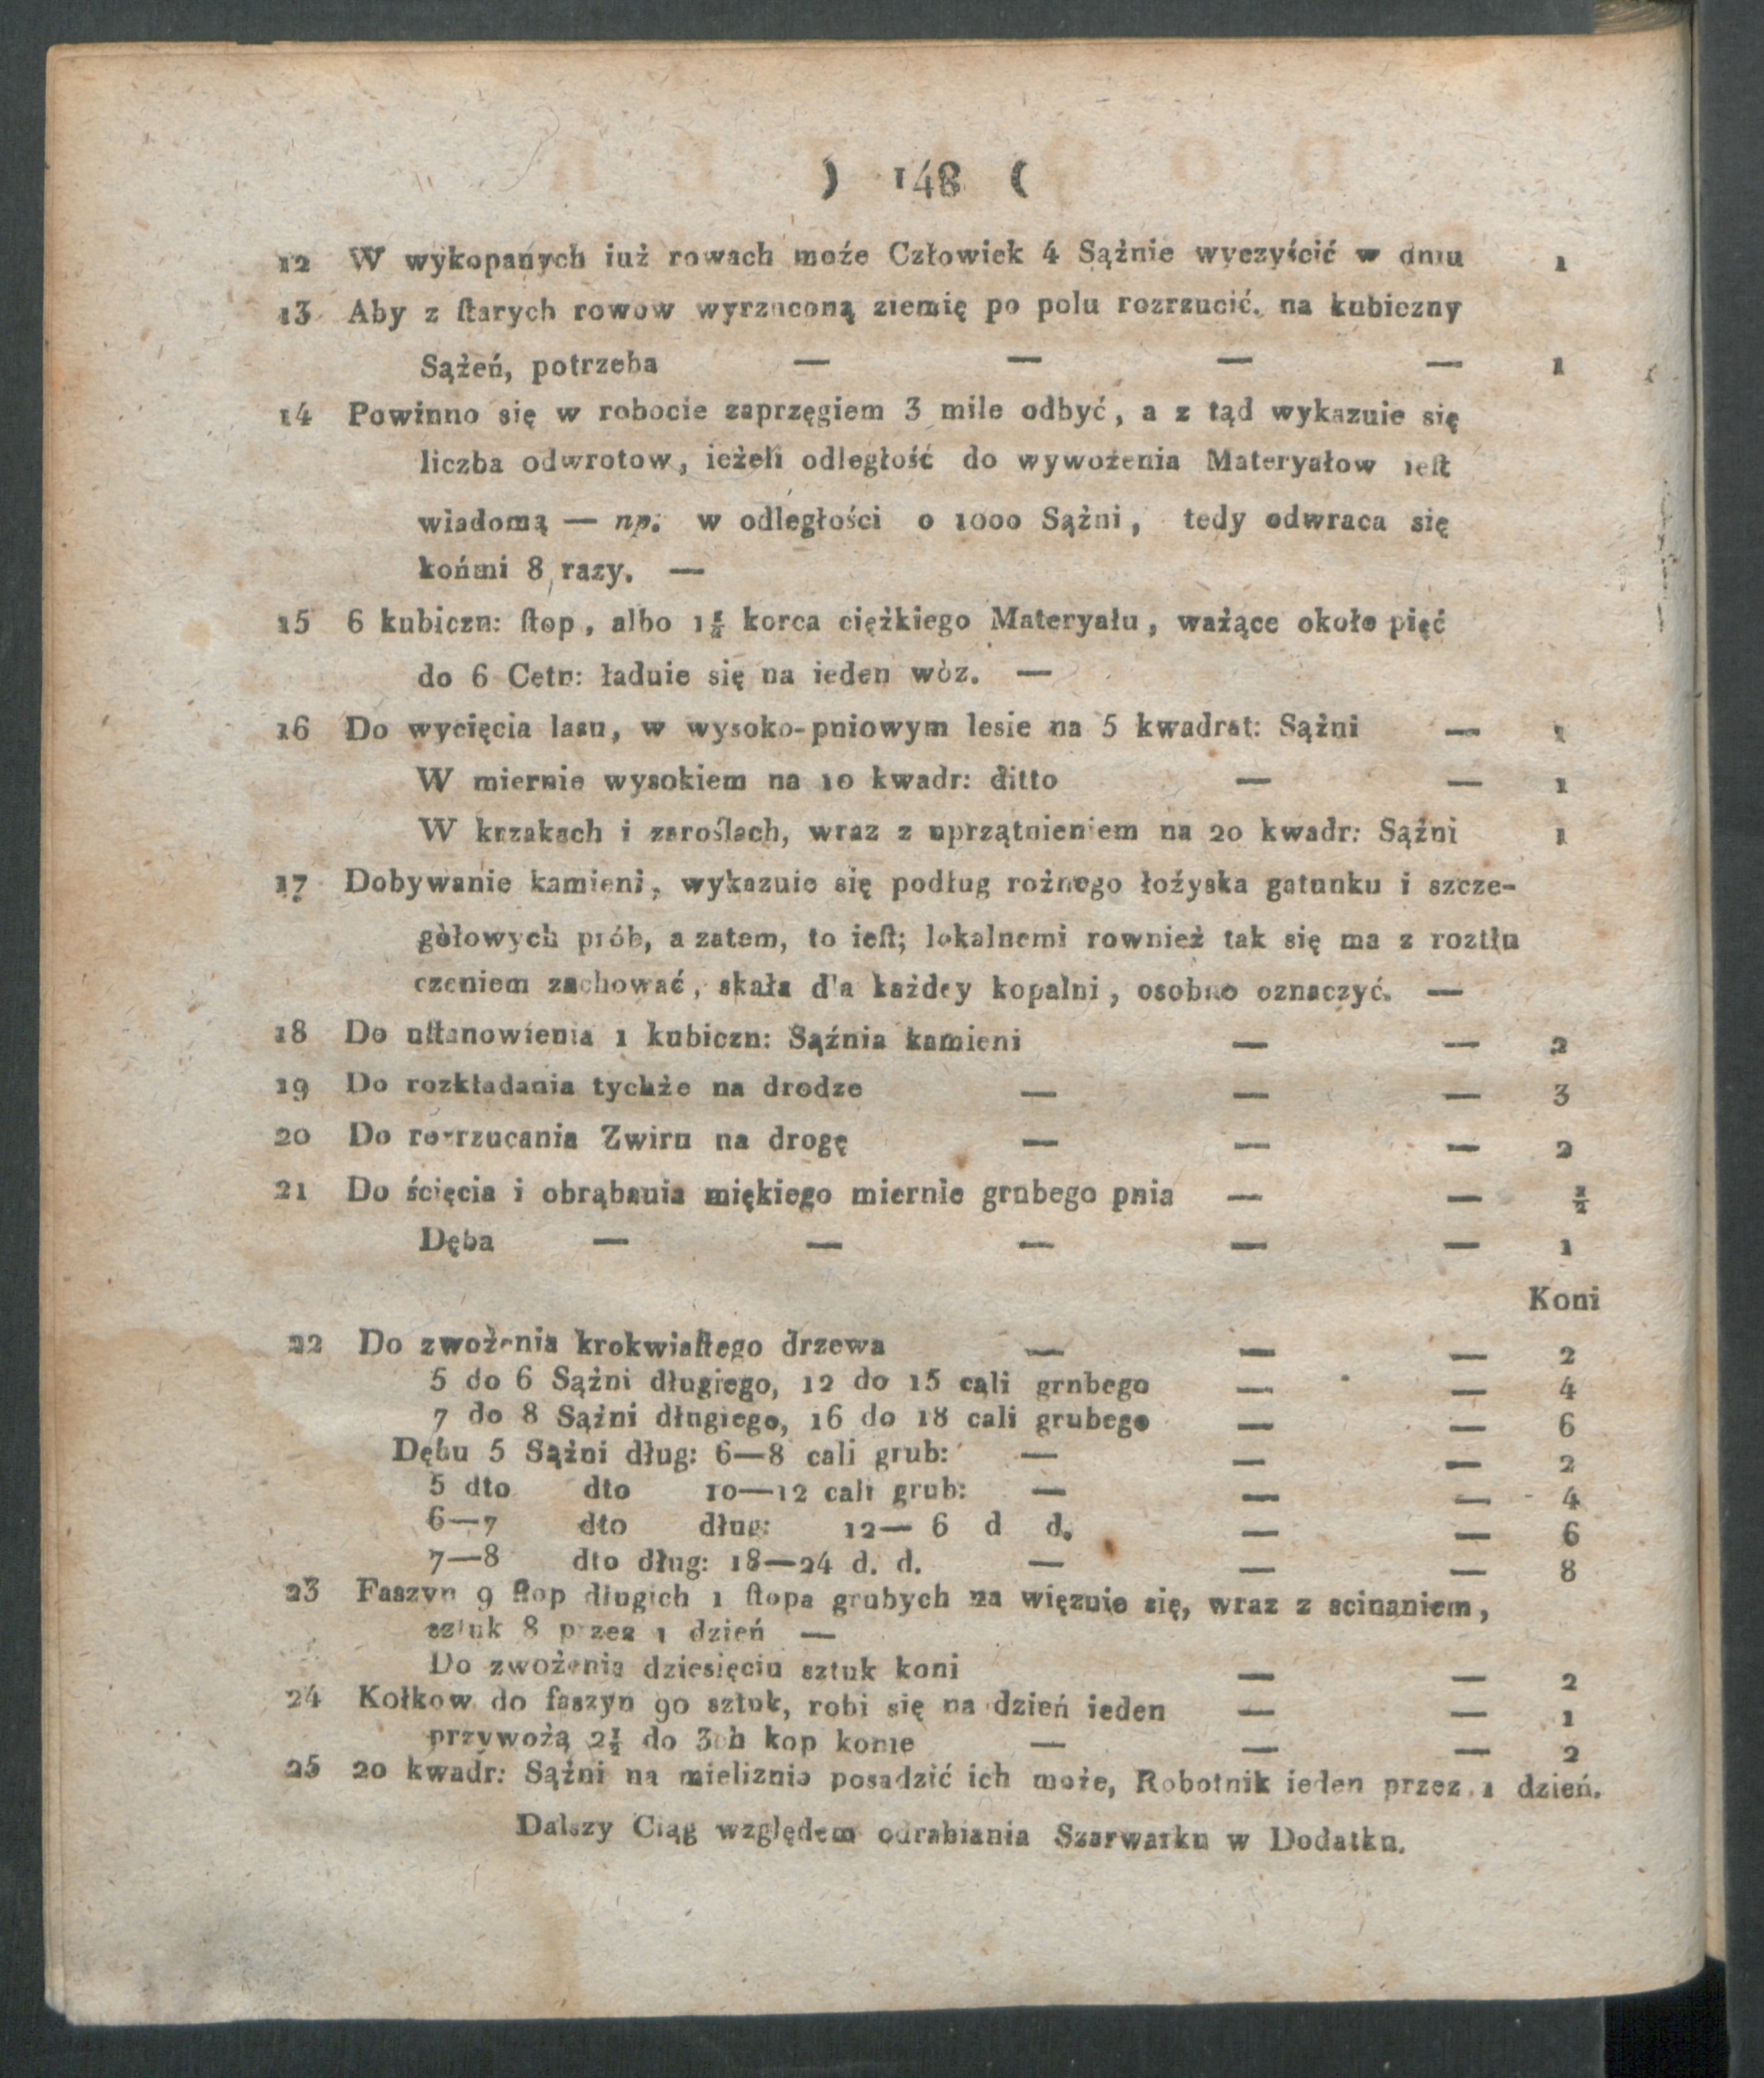 ) 148 (
12 W wykopanych iuż rowach może Człowiek 4 Sążnie wyczyścić w dniu 1
13 Aby z starych rowow wyrzuconą ziemię po polu rozrzucić, na kubiczny
Sążeń, potrzeba — — — — 1
14 Powinno się w robocie zaprzęgiem 3 mile odbyć, a z tąd wykazuie się
liczba odwrotow, ieżeli odległość do wywożenia Materyałow iest
wiadomą — np: w odległości o 1000 Sążni, tedy odwraca się
końmi 8 razy. —
15 6 kubiczn: stop, albo 1½ korca ciężkiego Materyału, ważące około pięć
do 6 Cetn: ładuie się na ieden wòz. —
16 Do wycięcia lasu, w wysoko-pniowym lesie na 5 kwadrat: Sążni — 1
W miernie wysokiem na 10 kwadr: ditto — — 1
W krzakach i zaroślach, wraz z uprzątnieniem na 20 kwadr: Sążni 1
17 Dobywanie kamieni, wykazuie się podług rożnego łożyska gatunku i szcze-
gòłowych prób, a zatem, to iest; lokalnemi rownież tak się ma z roztłu
czeniem zachować, skała dla każdey kopalni, osobno oznaczyć. —
18 Do ustanowienia 1 kubiczn: Sąźnia kamieni — — 2
19 Do rozkładania tychże na drodze — — — 3
20 Do rozrzucania Zwiru na drogę — — — 2
21 Do ścięcia i obrąbania miękiego miernie grubego pnia — — ½
Dęba — — — — — 1
Koni
22 Do zwożenia krokwiastego drzewa — — — 2
5 do 6 Sążni długiego, 12 do 15 cali grnbego — — 4
7 do 8 Sążni długiego, 16 do 18 cali grubego — — 6
Dębu 5 Sążni dług: 6—8 cali grub: — — — 2
5 dto dto 10—12 cali grub: — — — 4
6—7 dto dług: 12— 6 d d. — — 6
7—8 dto dług: 18—24 d. d. — — — 8
23 Faszyn 9 stop długich 1 stopa grubych na więznie się, wraz z scinaniem,
sztuk 8 przez 1 dzień —
Do zwożenia dziesięciu sztuk koni — — 2
24 Kołkow do faszyn 90 sztuk, robi się na dzień ieden — — 1
przywożą 2½ do 3ch kop konie — — — 2
25 20 kwadr: Sążni na mieliznie posadzić ich może, Robotnik ieden przez 1 dzień.
Dalszy Ciąg względem odrabiania Szarwarku w Dodatku.